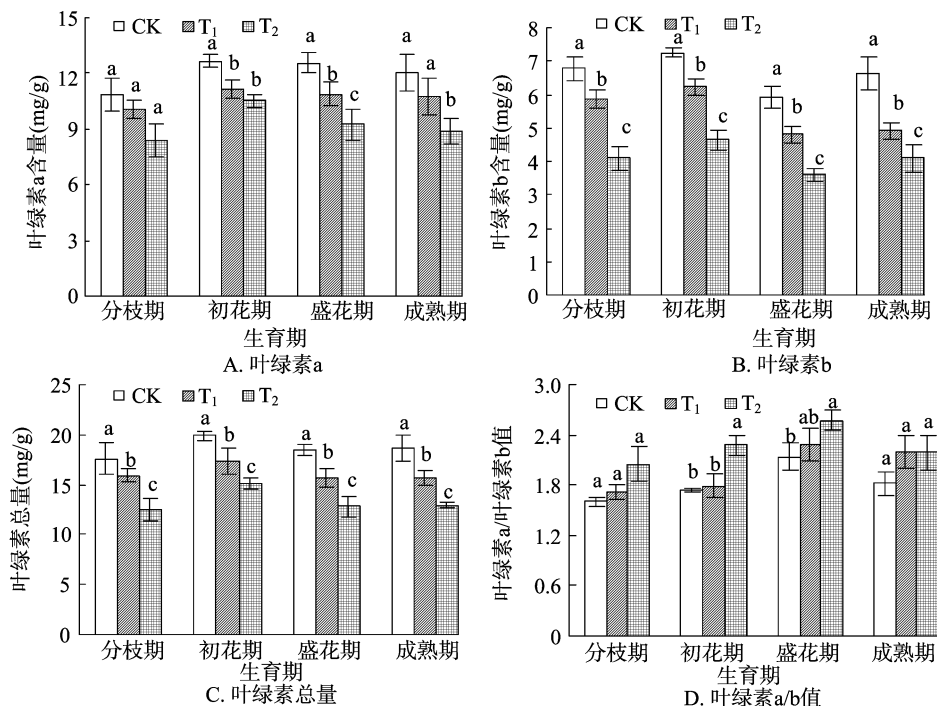 CK T₁ T₂
叶绿素a含量(mg/g)
15
12
9
6
3
0
a a a
a b b
a b c
a a b
分枝期 初花期 盛花期 成熟期
生育期
A. 叶绿素a
CK T₁ T₂
叶绿素b含量(mg/g)
8
7
6
5
4
3
2
1
0
a b c
a b c
a b c
a b c
分枝期 初花期 盛花期 成熟期
生育期
B. 叶绿素b
CK T₁ T₂
叶绿素总量(mg/g)
25
20
15
10
5
0
a b c
a b c
a b c
a b c
分枝期 初花期 盛花期 成熟期
生育期
C. 叶绿素总量
CK T₁ T₂
叶绿素a/叶绿素b值
3.0
2.4
1.8
1.2
0.6
0
a a a
b b a
b ab a
a a a
分枝期 初花期 盛花期 成熟期
生育期
D. 叶绿素a/b值